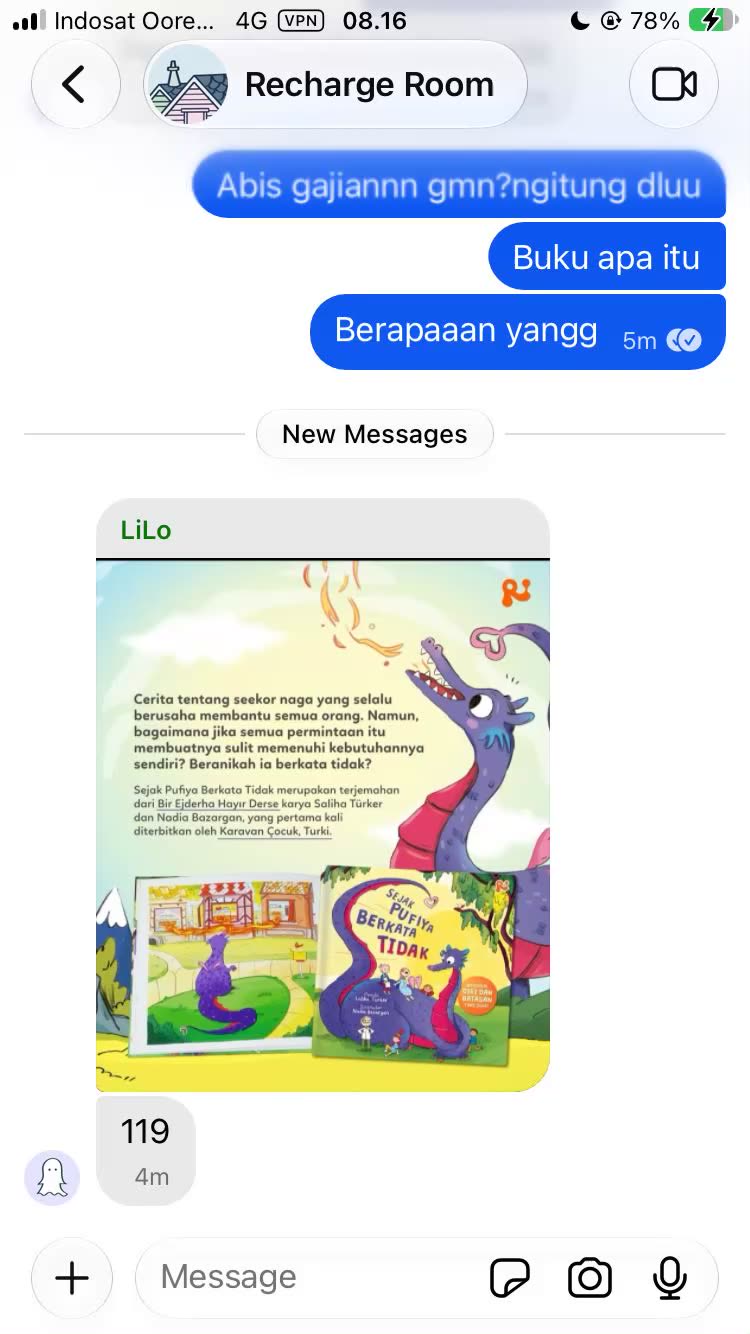 Indosat Oore... 4G VPN 08.16 78%
Recharge Room
Abis gajiannn gmn?ngitung dluu
Buku apa itu
Berapaaan yangg 5m
New Messages
LiLo
Ri
Cerita tentang seekor naga yang selalu
berusaha membantu semua orang. Namun,
bagaimana jika semua permintaan itu
membuatnya sulit memenuhi kebutuhannya
sendiri? Beranikah ia berkata tidak?
Sejak Pufiya Berkata Tidak merupakan terjemahan
dari Bir Ejderha Hayır Derse karya Saliha Türker
dan Nadia Bazargan, yang pertama kali
diterbitkan oleh Karavan Çocuk, Turki.
SEJAK
PUFIYA
BERKATA
TIDAK
119
4m
Message